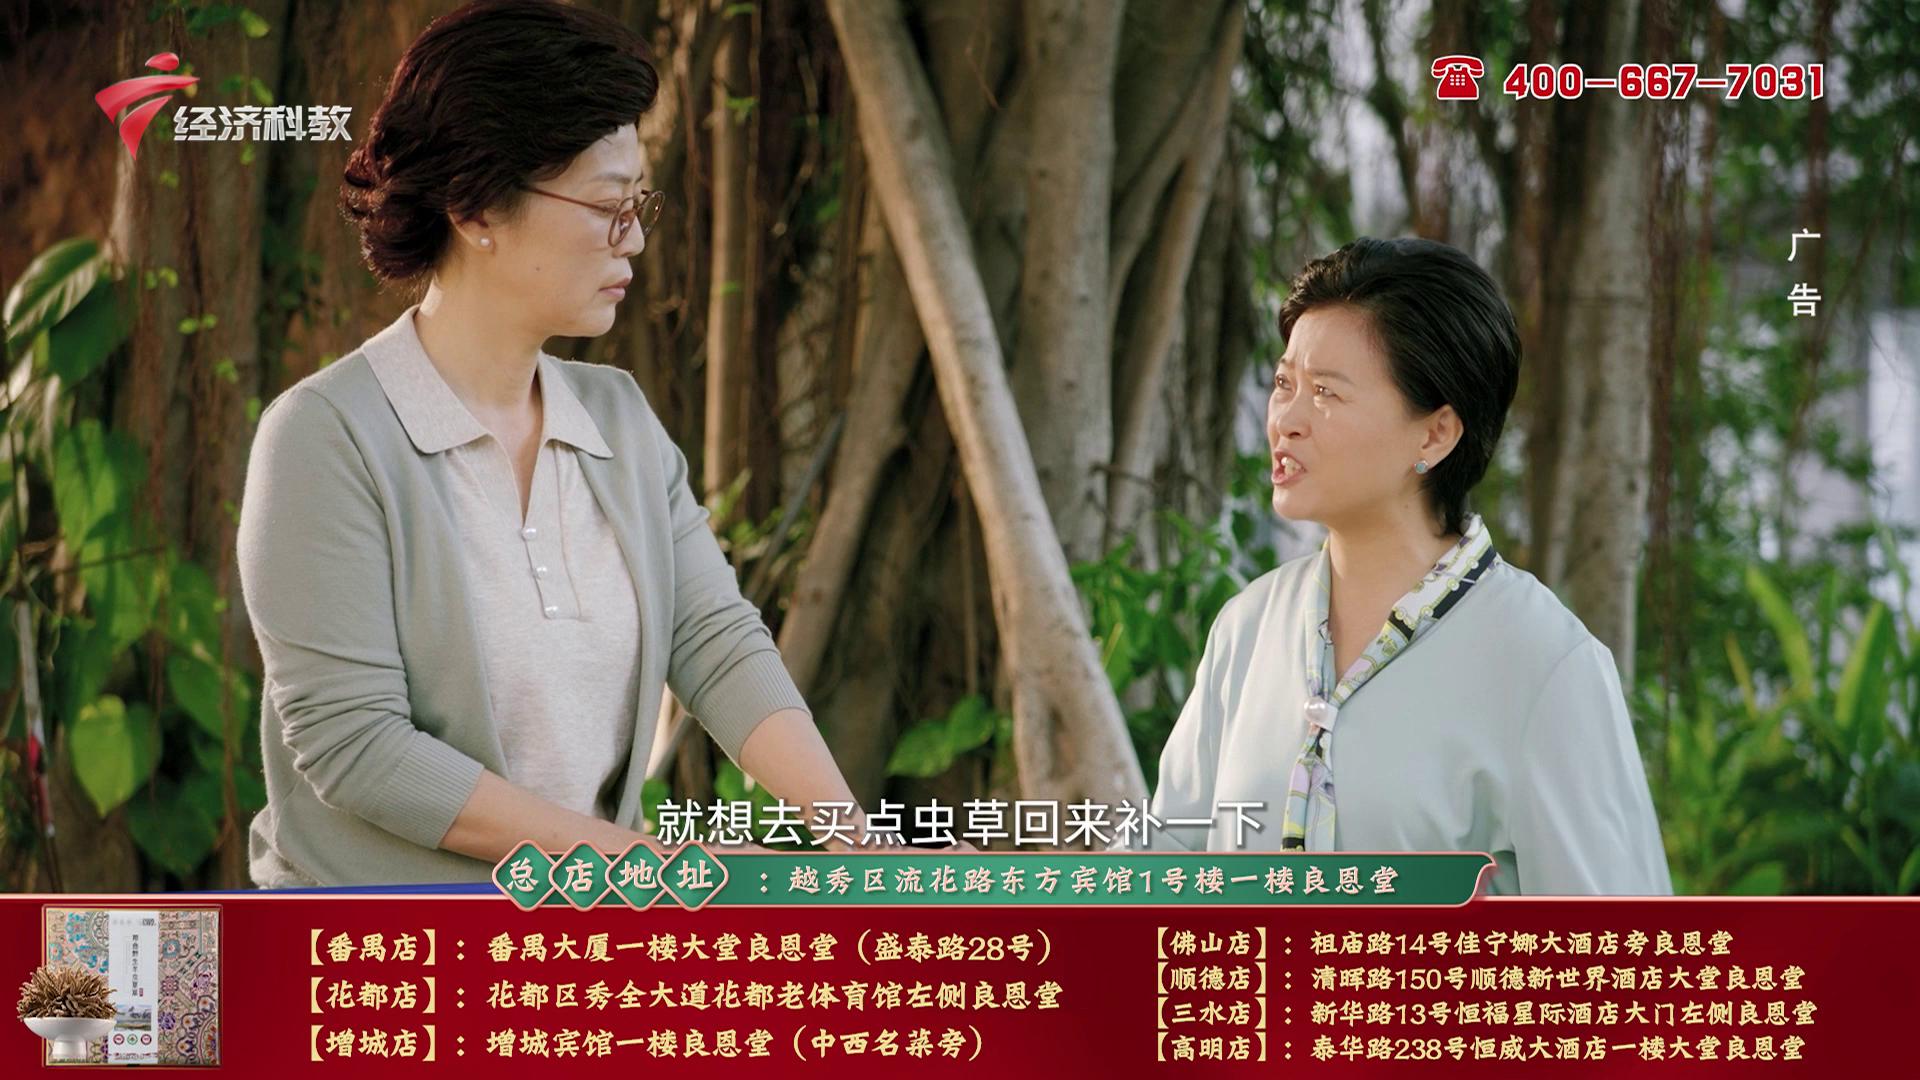 经济科教
400-667-7031
广告
就想去买点虫草回来补一下
总店地址：越秀区流花路东方宾馆1号楼一楼良恩堂
【番禺店】：番禺大厦一楼大堂良恩堂（盛泰路28号）
【花都店】：花都区秀全大道花都老体育馆左侧良恩堂
【增城店】：增城宾馆一楼良恩堂（中西名菜旁）
【佛山店】：祖庙路14号佳宁娜大酒店旁良恩堂
【顺德店】：清晖路150号顺德新世界酒店大堂良恩堂
【三水店】：新华路13号恒福星际酒店大门左侧良恩堂
【高明店】：泰华路238号恒威大酒店一楼大堂良恩堂